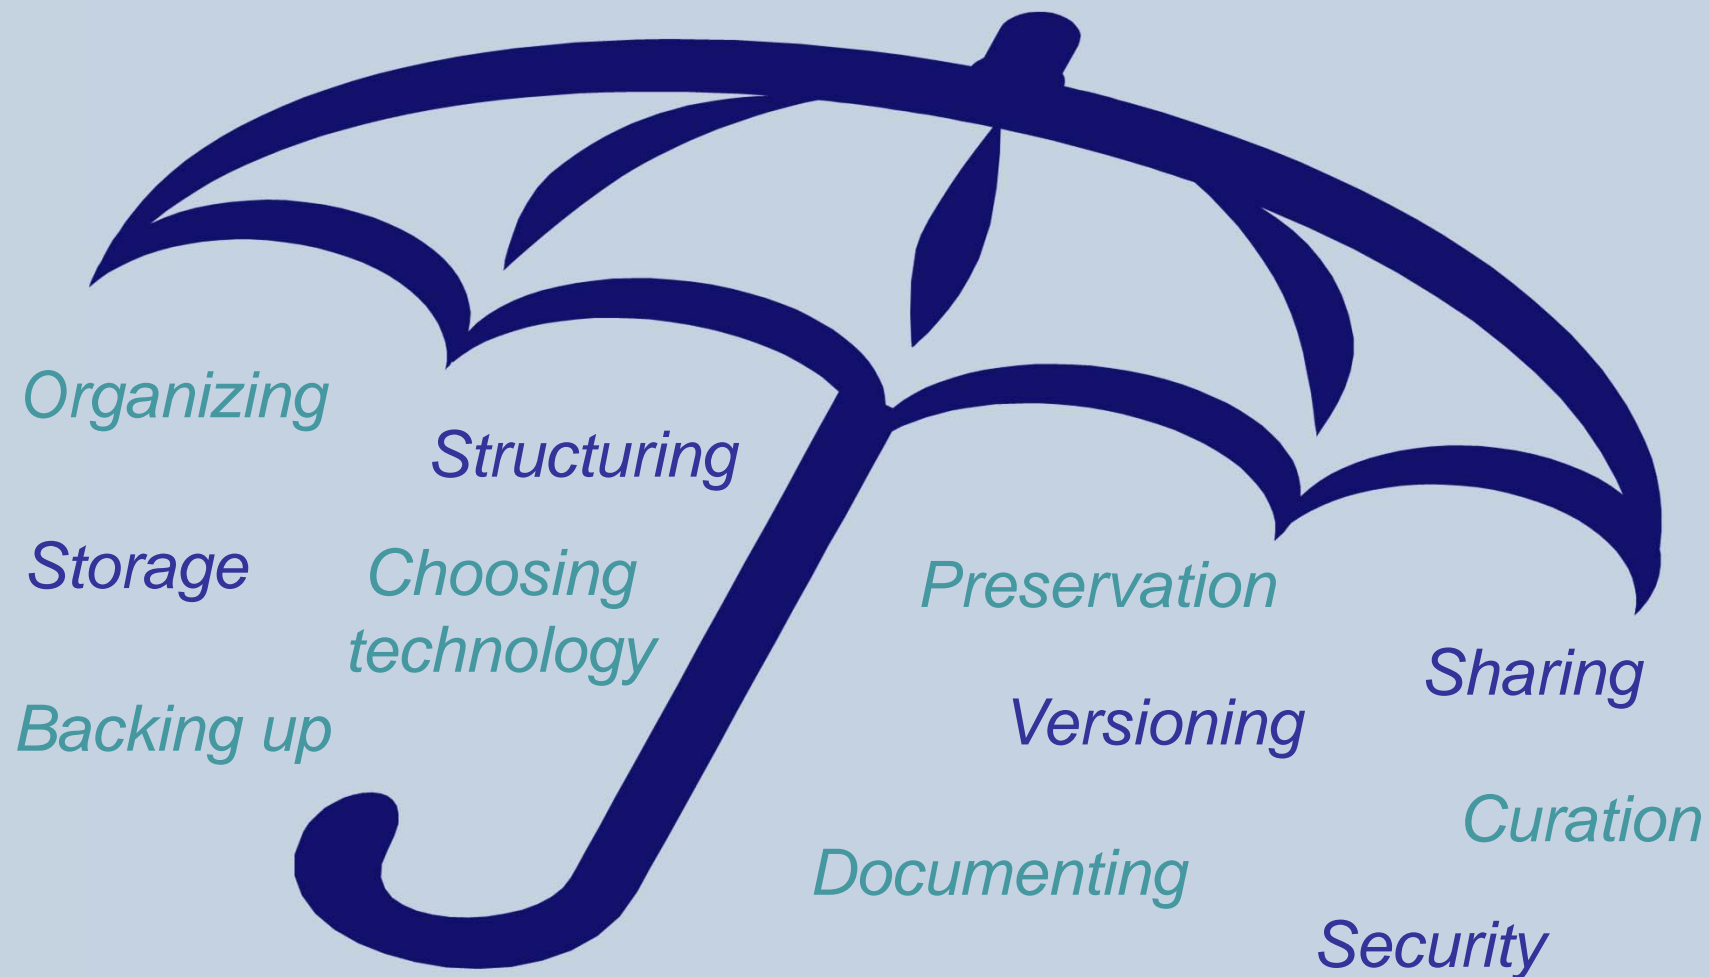 Organizing
Structuring
Storage
Choosing
technology
Backing up
Preservation
Sharing
Versioning
Curation
Documenting
Security